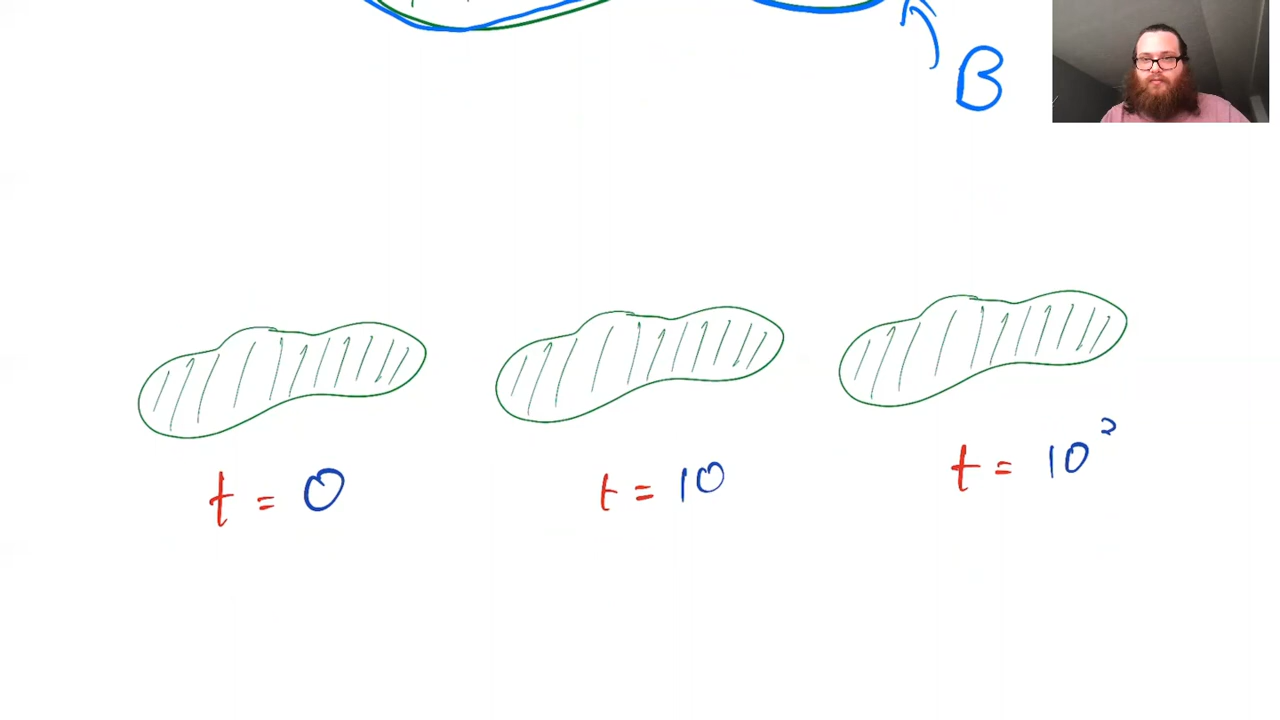 B
t = 0
t = 10
t = 10²